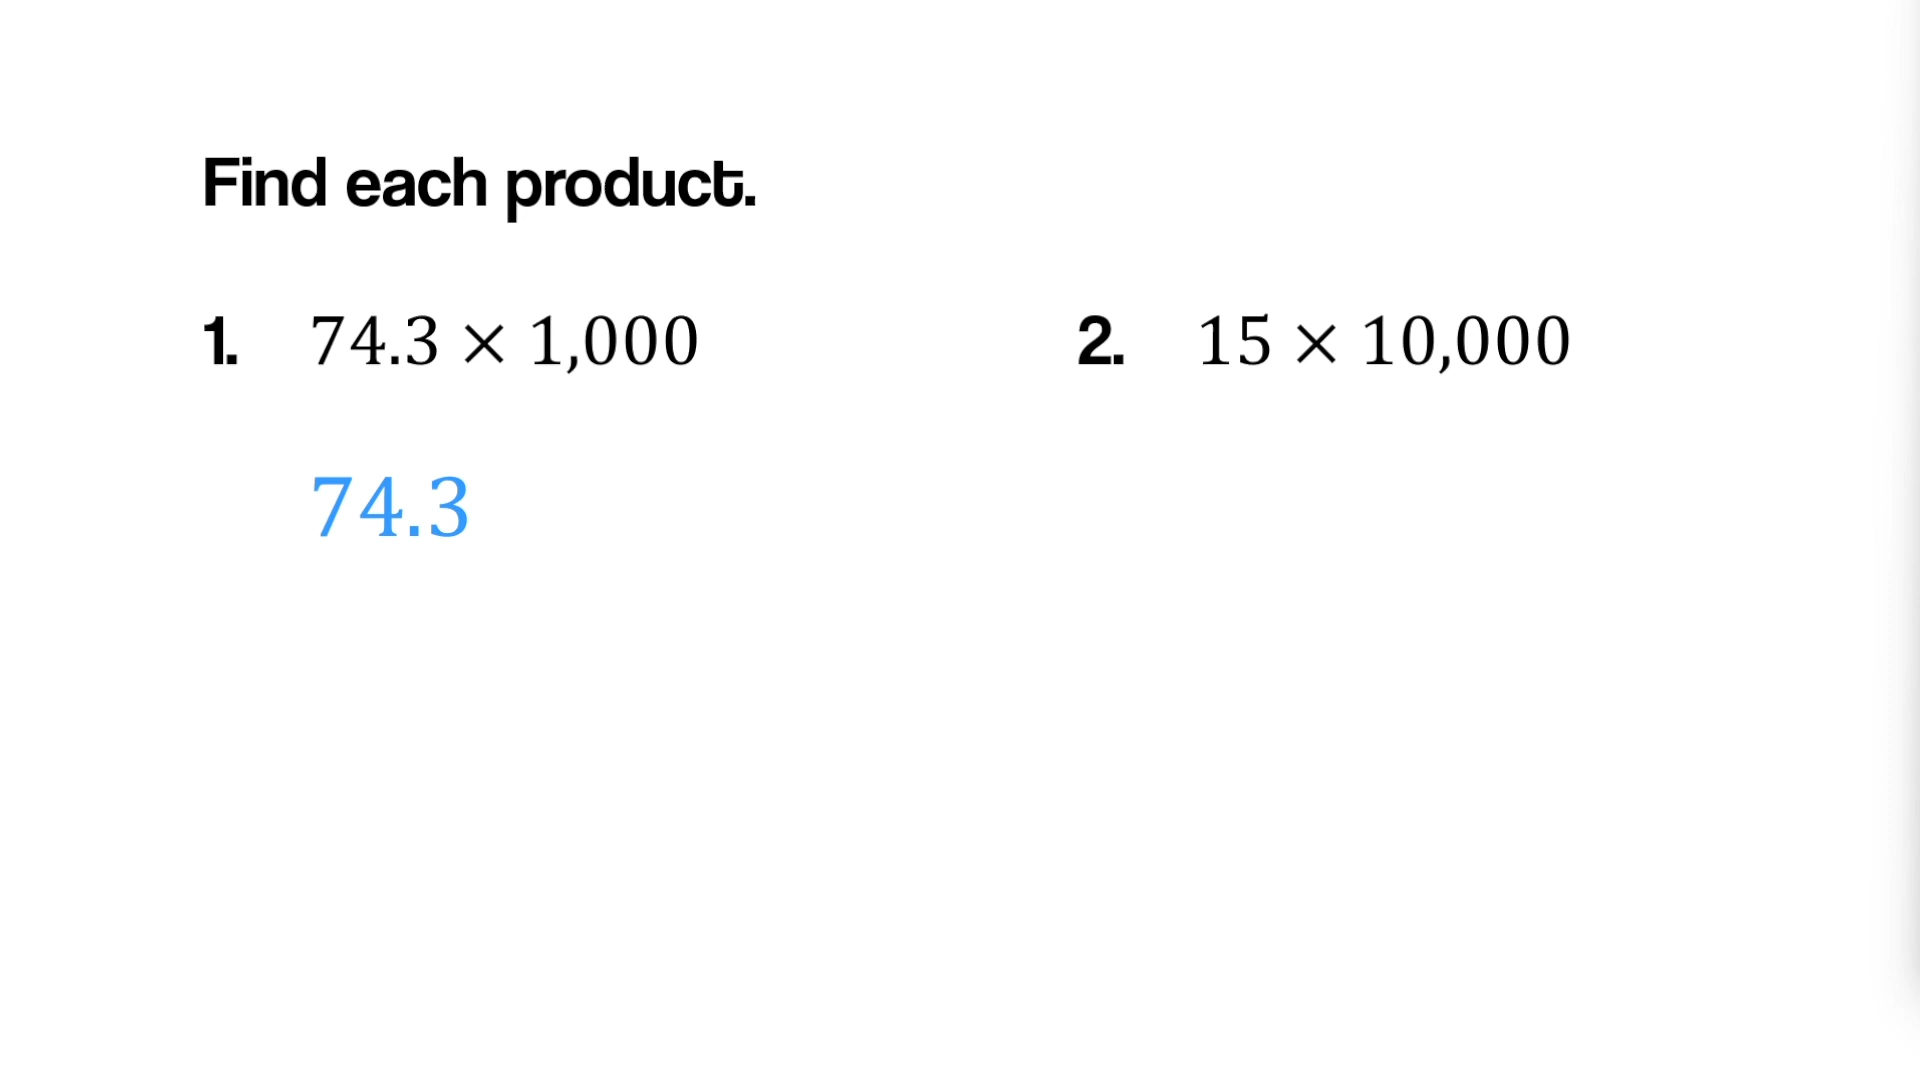 Find each product.
1. 74.3 × 1,000
2. 15 × 10,000
74.3